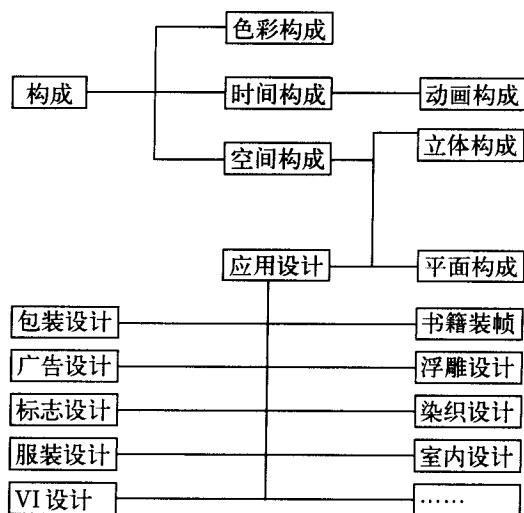 色彩构成
构成 时间构成 动画构成
空间构成 立体构成
应用设计 平面构成
包装设计 书籍装帧
广告设计 浮雕设计
标志设计 染织设计
服装设计 室内设计
VI 设计 ……